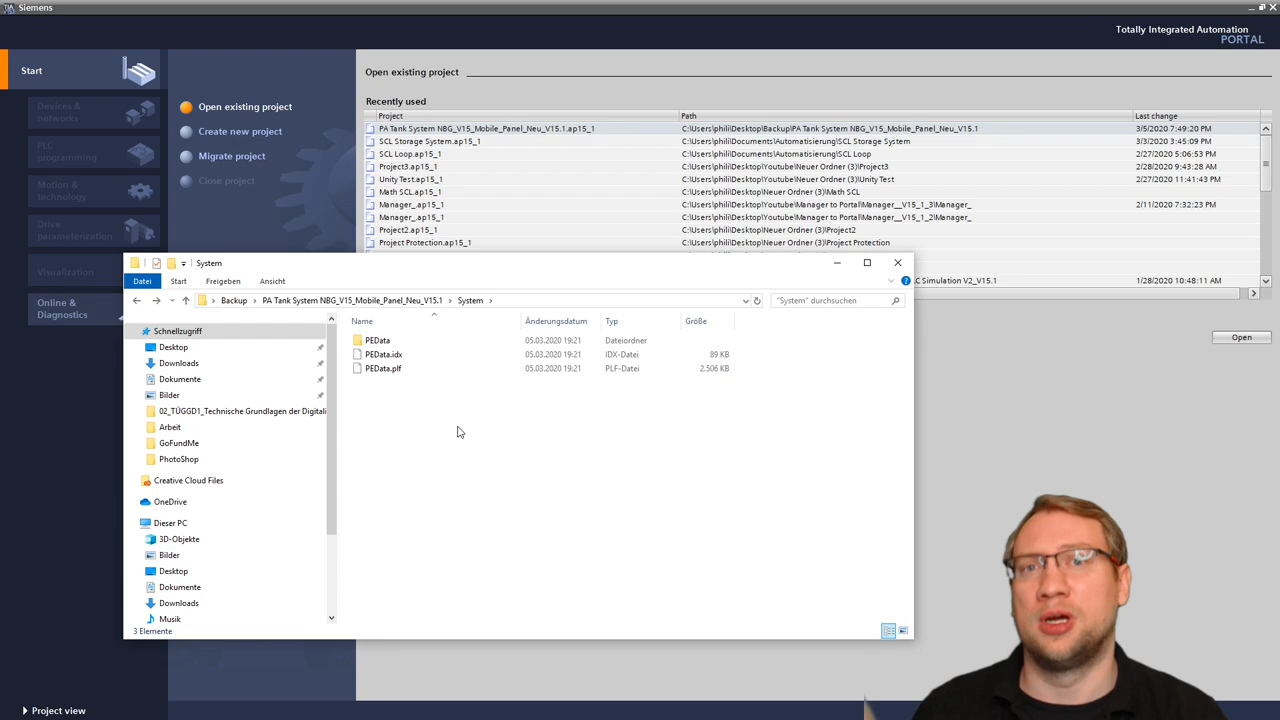 Siemens
Totally Integrated Automation
PORTAL
Start
Devices & networks
PLC programming
Motion & technology
Drive parameterization
Visualization
Online & Diagnostics
Open existing project
Create new project
Migrate project
Close project
Open existing project
Recently used
Project Path Last change
PA Tank System NBG_V15_Mobile_Panel_Neu_V15.1.ap15_1 C:\Users\phili\Desktop\Backup\PA Tank System NBG_V15_Mobile_Panel_Neu_V15.1 3/5/2020 7:49:20 PM
SCL Storage System.ap15_1 C:\Users\phili\Documents\Automatisierung\SCL Storage System 3/3/2020 3:45:09 PM
SCL Loop.ap15_1 C:\Users\phili\Documents\Automatisierung\SCL Loop 2/27/2020 5:06:53 PM
Project3.ap15_1 C:\Users\phili\Desktop\Youtube\Neuer Ordner (3)\Project3 2/28/2020 9:43:28 AM
Unity Test.ap15_1 C:\Users\phili\Desktop\Youtube\Neuer Ordner (3)\Unity Test 2/27/2020 11:41:43 PM
Math SCL.ap15_1 C:\Users\phili\Desktop\Neuer Ordner (3)\Math SCL
Manager_.ap15_1 C:\Users\phili\Desktop\Youtube\Manager to Portal\Manager__V15_1_3\Manager_ 2/11/2020 7:32:23 PM
Manager_.ap15_1 C:\Users\phili\Desktop\Youtube\Manager to Portal\Manager__V15_1_2\Manager_
Project2.ap15_1 C:\Users\phili\Desktop\Neuer Ordner (3)\Project2
Project Protection.ap15_1 C:\Users\phili\Desktop\Neuer Ordner (3)\Project Protection
C Simulation V2_V15.1 1/28/2020 10:48:11 AM
Open
System
Datei Start Freigeben Ansicht
Backup PA Tank System NBG_V15_Mobile_Panel_Neu_V15.1 System
"System" durchsuchen
Name Änderungsdatum Typ Größe
PEData 05.03.2020 19:21 Dateiordner
PEData.idx 05.03.2020 19:21 IDX-Datei 89 KB
PEData.plf 05.03.2020 19:21 PLF-Datei 2.506 KB
Schnellzugriff
Desktop
Downloads
Dokumente
Bilder
02_TÜGGD1_Technische Grundlagen der Digitali
Arbeit
GoFundMe
PhotoShop
Creative Cloud Files
OneDrive
Dieser PC
3D-Objekte
Bilder
Desktop
Dokumente
Downloads
Musik
3 Elemente
Project view